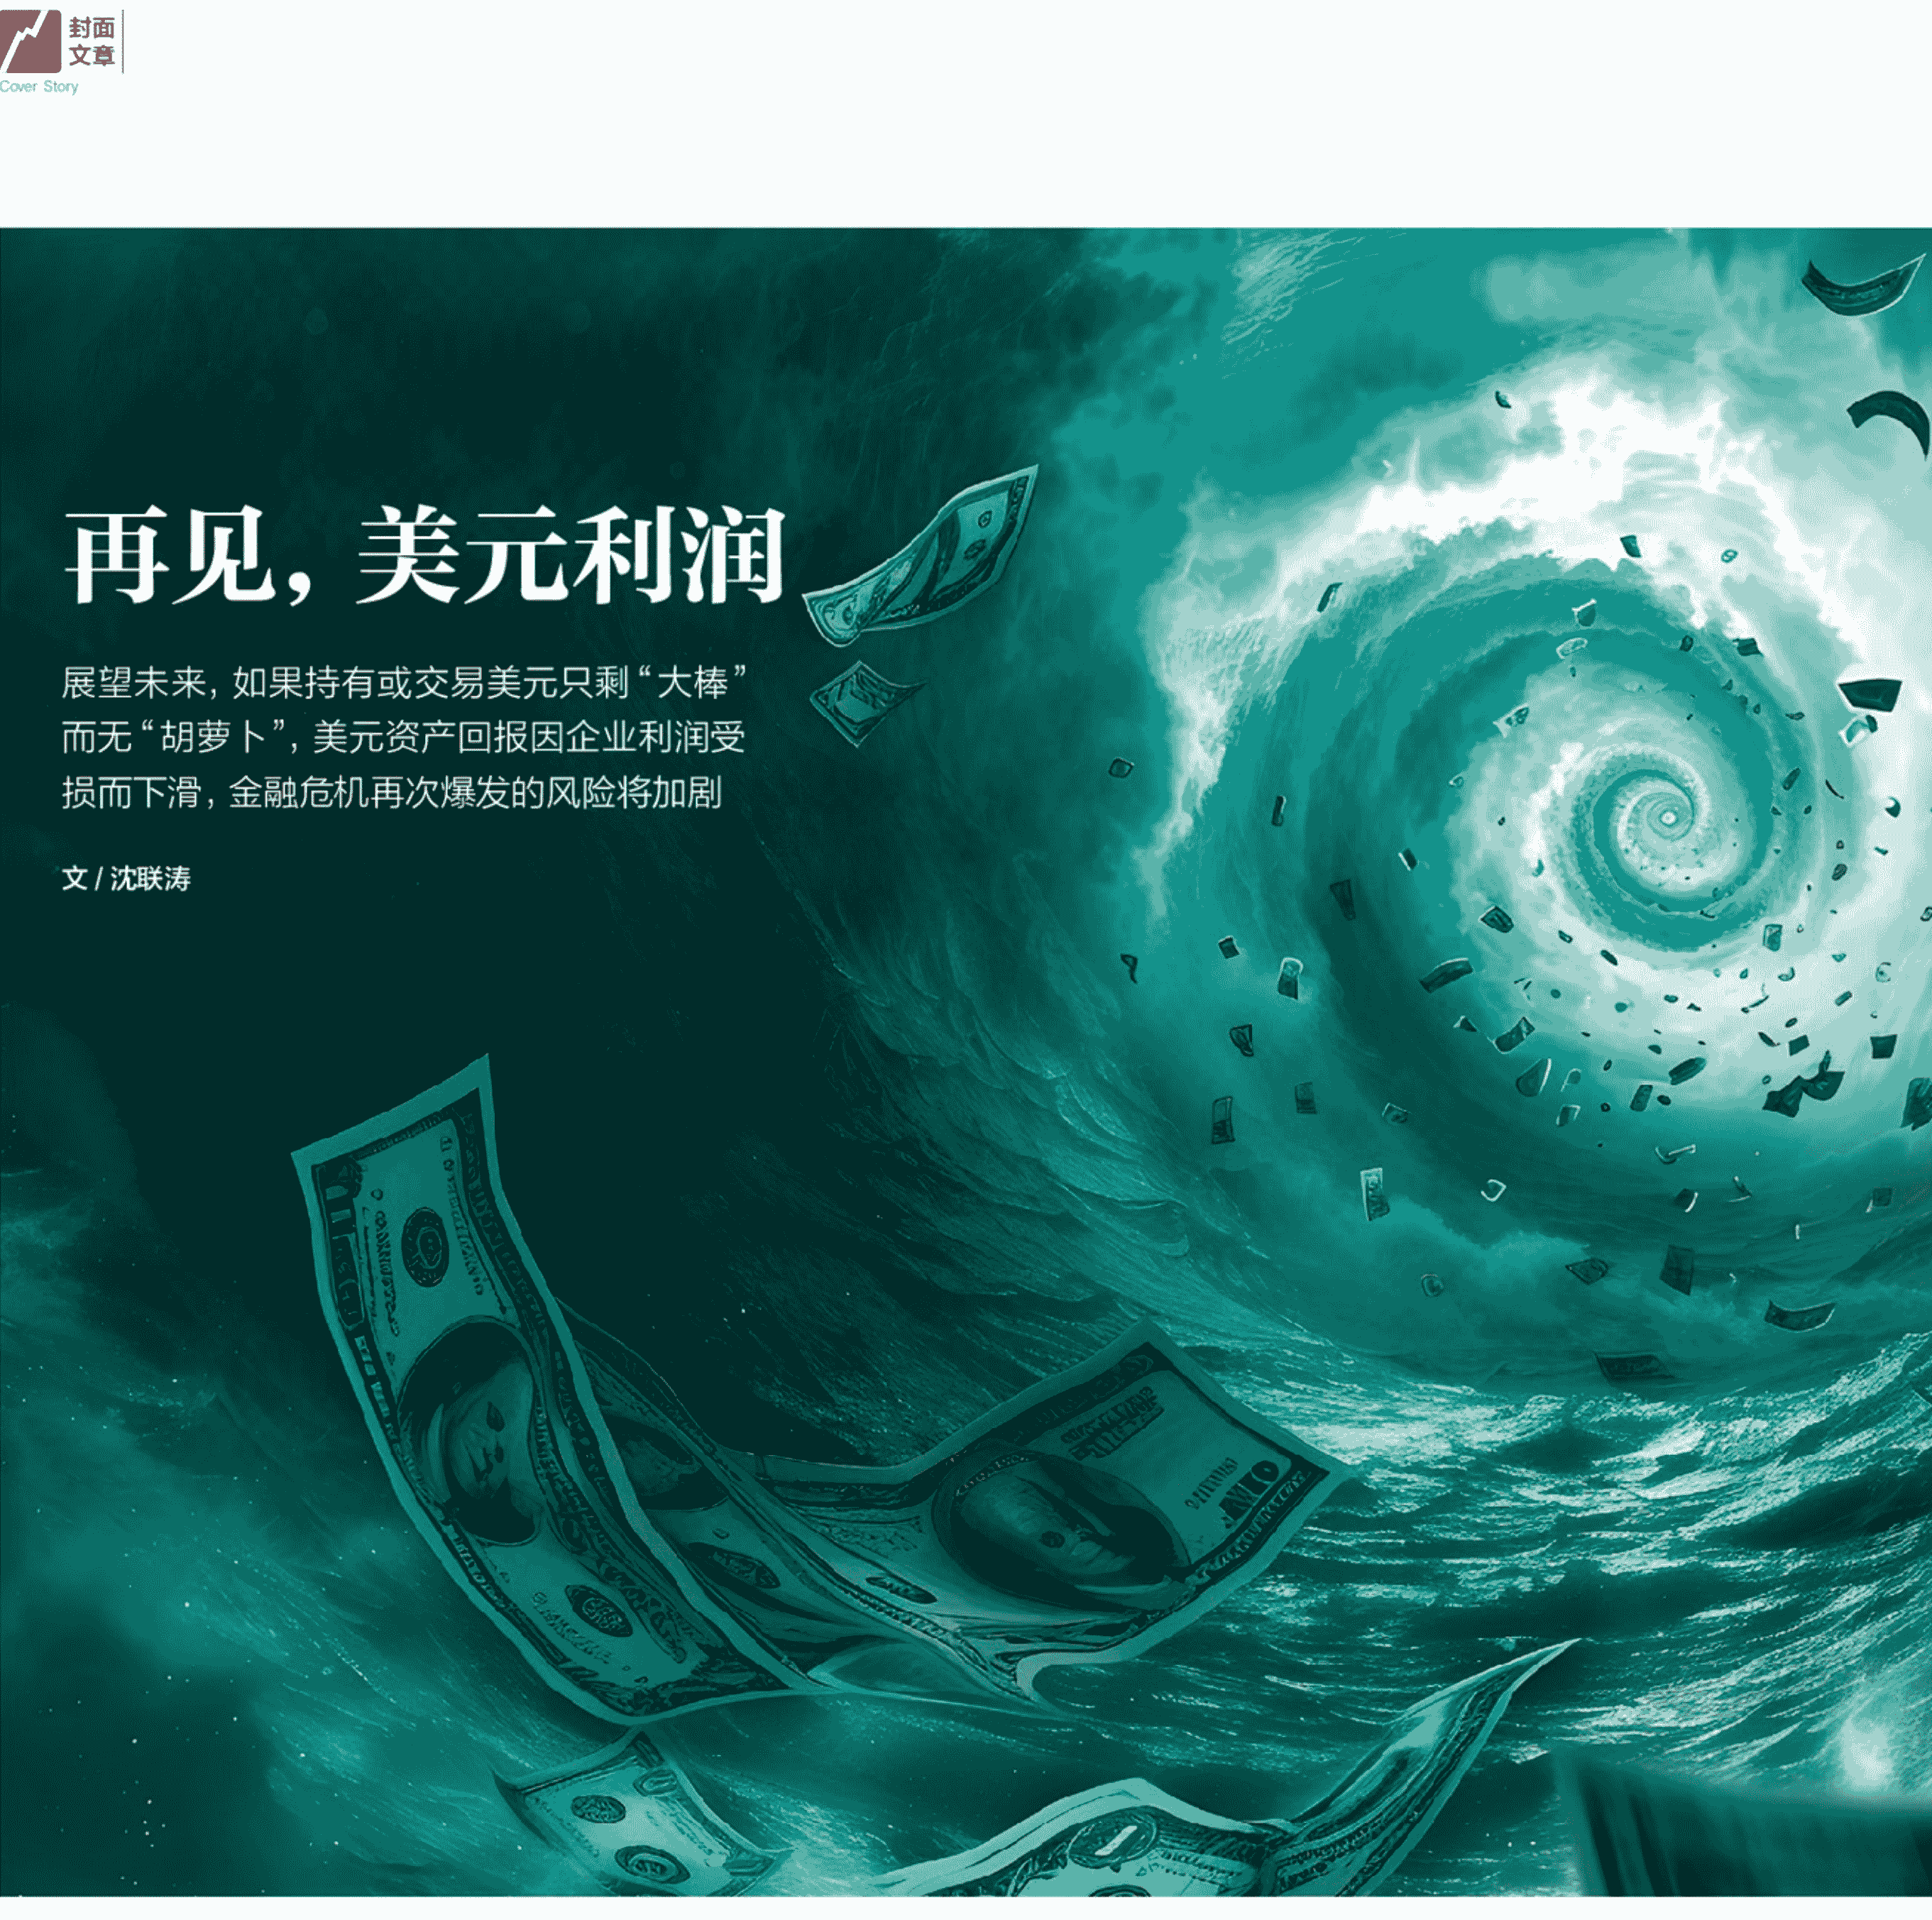 封面
文章
Cover Story
再见，美元利润
展望未来，如果持有或交易美元只剩“大棒”
而无“胡萝卜”，美元资产回报因企业利润受
损而下滑，金融危机再次爆发的风险将加剧
文 / 沈联涛